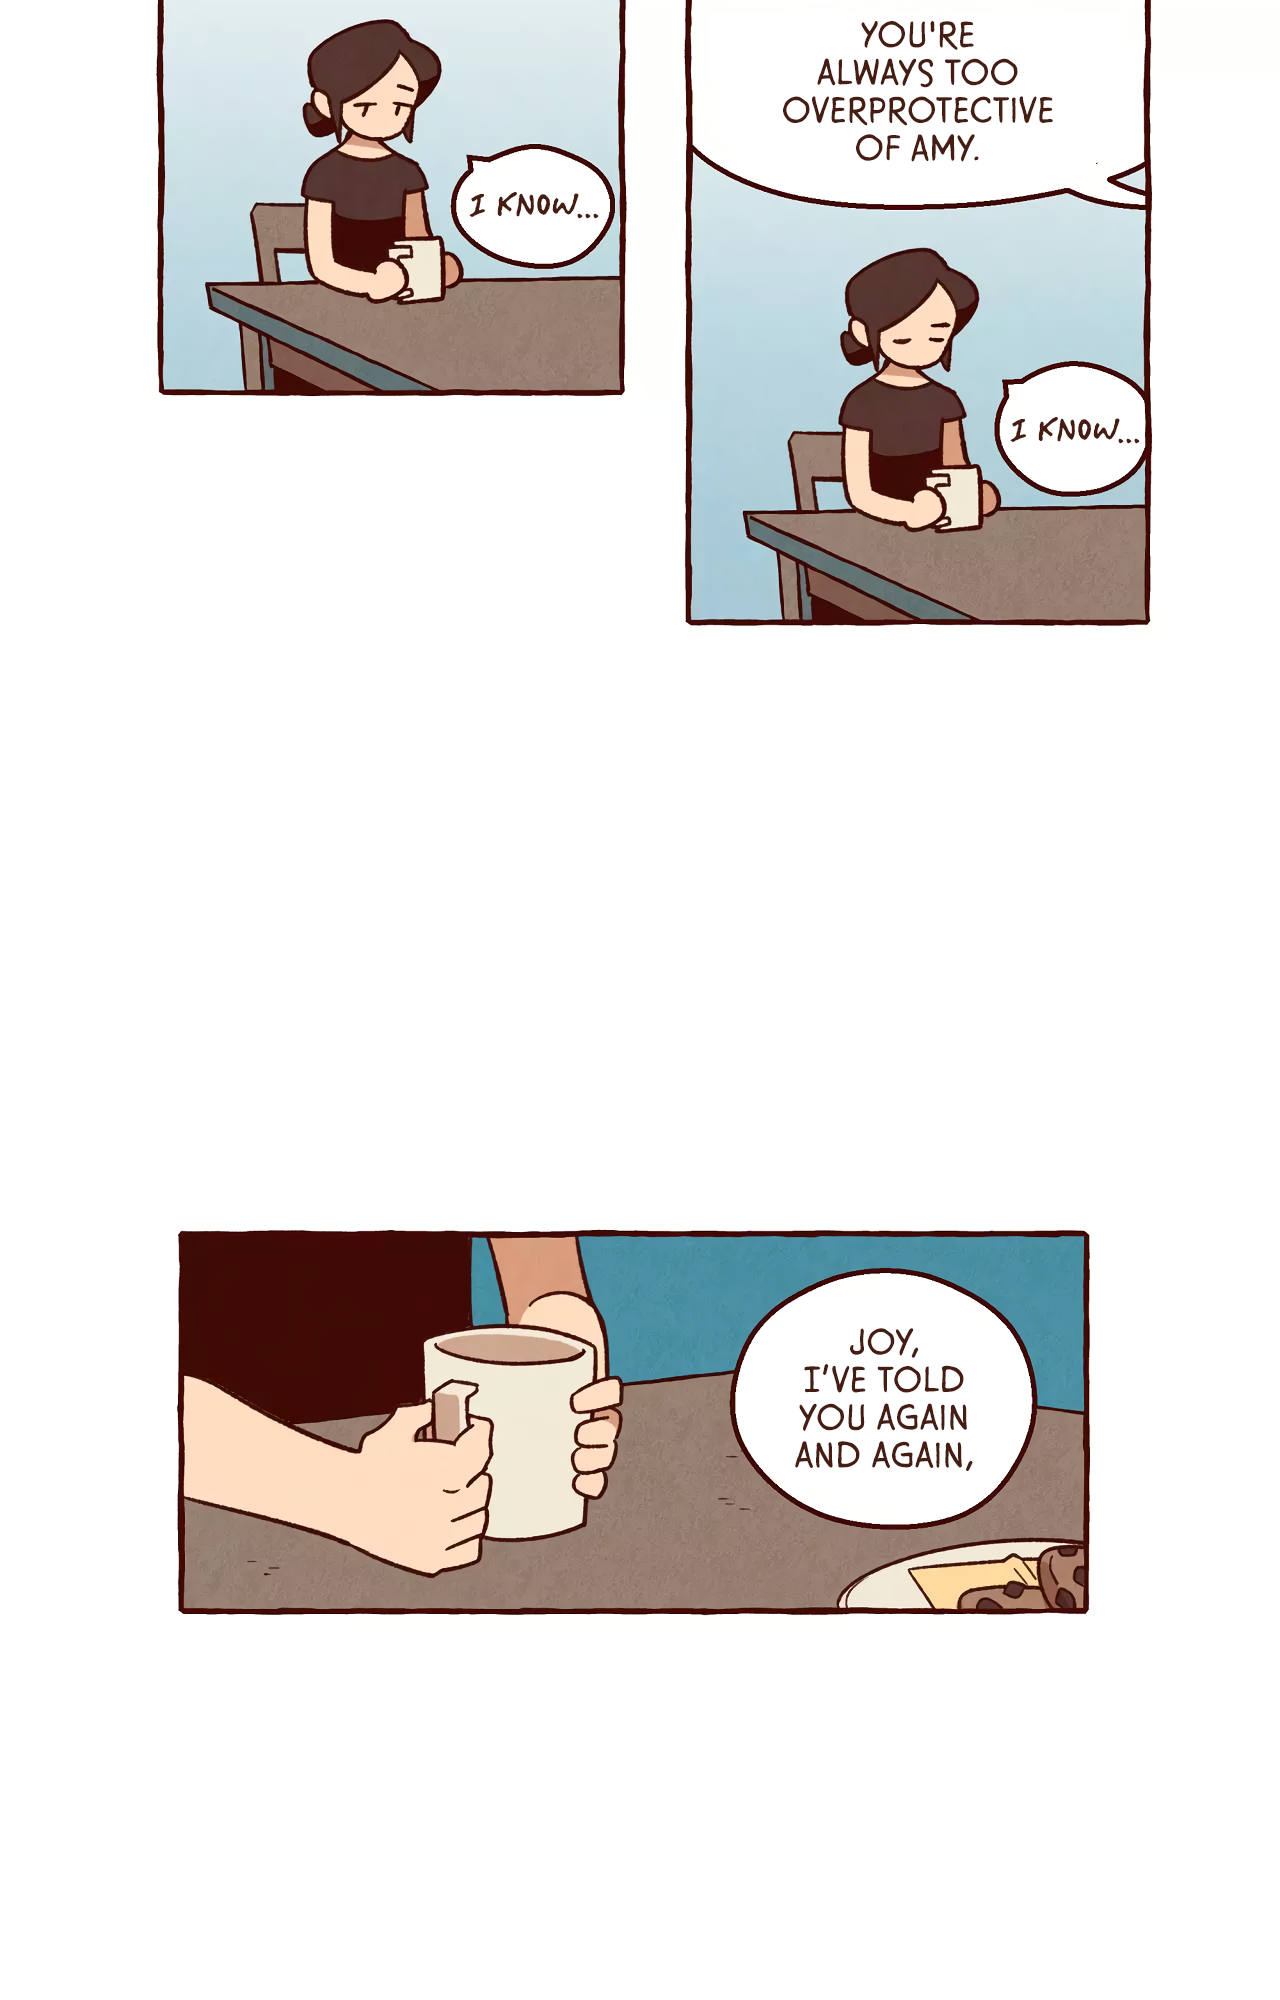 I KNOW...
YOU'RE
ALWAYS TOO
OVERPROTECTIVE
OF AMY.
I KNOW...
JOY,
I'VE TOLD
YOU AGAIN
AND AGAIN,